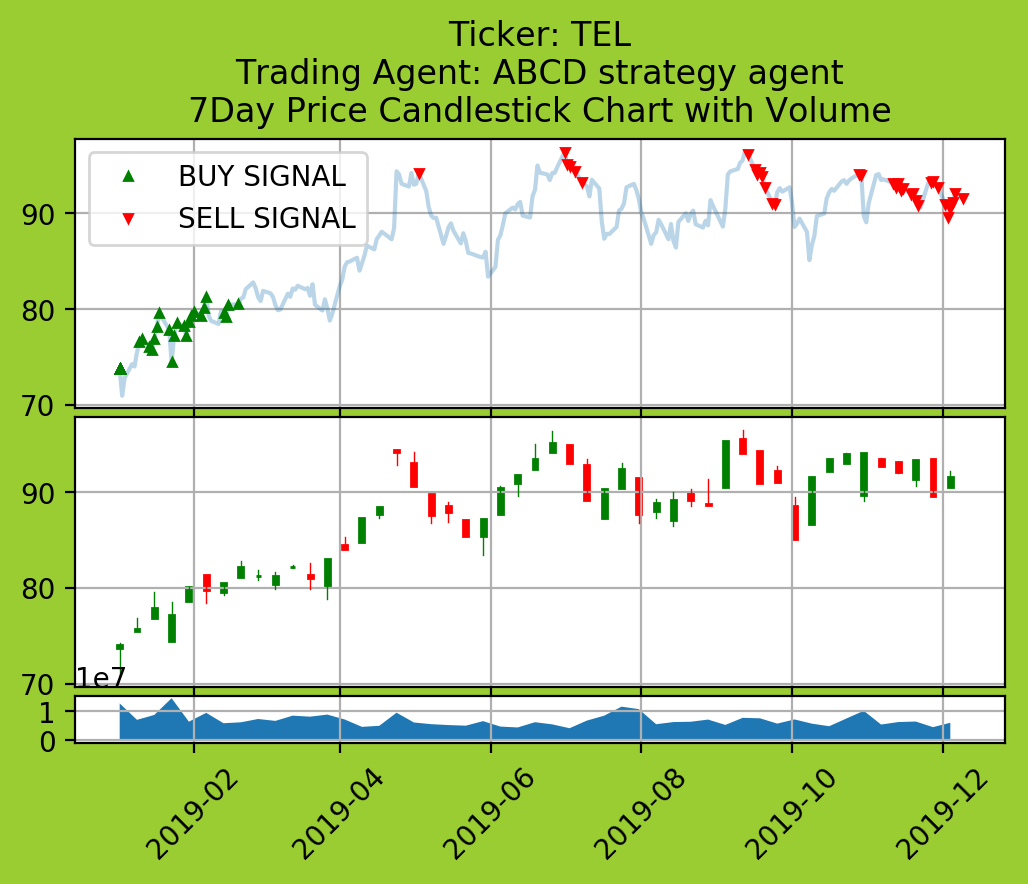 Ticker: TEL
Trading Agent: ABCD strategy agent
7Day Price Candlestick Chart with Volume
BUY SIGNAL
SELL SIGNAL
90
80
70
90
80
70
1e7
1
0
2019-02
2019-04
2019-06
2019-08
2019-10
2019-12